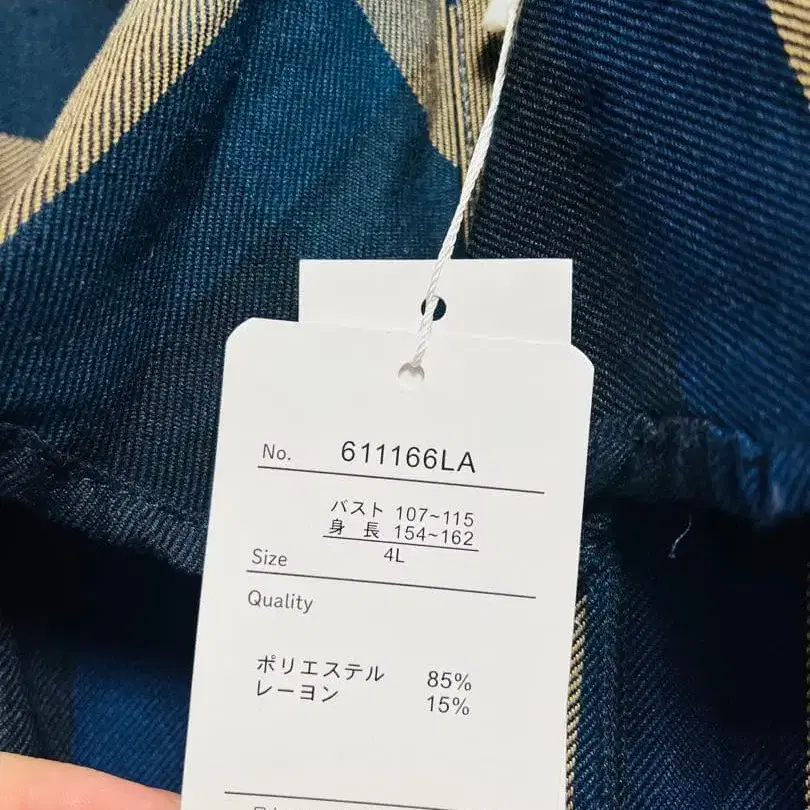 No. 611166LA
バスト 107~115
身 長 154~162
Size 4L
Quality
ポリエステル 85%
レーヨン 15%